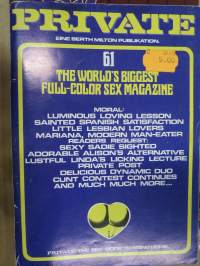 PRIVATE
EINE BERTH MILTON PUBLIKATION.
61
THE WORLD'S BIGGEST
FULL-COLOR SEX MAGAZINE
MORAL:
LUMINOUS LOVING LESSON
SAINTED SPANISH SATISFACTION
LITTLE LESBIAN LOVERS
MARIANA, MODERN MAN-EATER
READERS REQUEST:
SEXY SADIE SIGHTED
ADORABLE ALISON'S ALTERNATIVE
LUSTFUL LINDA'S LICKING LECTURE
PRIVATE POST
DELICIOUS DYNAMIC DUO
CUNT CONTEST CONTINUES
AND MUCH MUCH MORE...